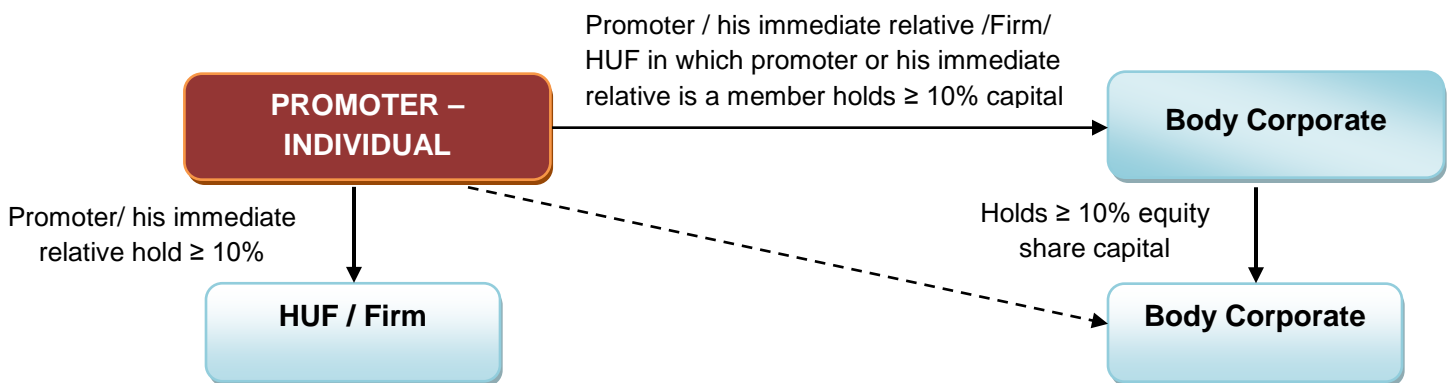 Promoter / his immediate relative /Firm/
HUF in which promoter or his immediate
relative is a member holds ≥ 10% capital
PROMOTER –
INDIVIDUAL
Body Corporate
Promoter/ his immediate
relative hold ≥ 10%
Holds ≥ 10% equity
share capital
HUF / Firm
Body Corporate